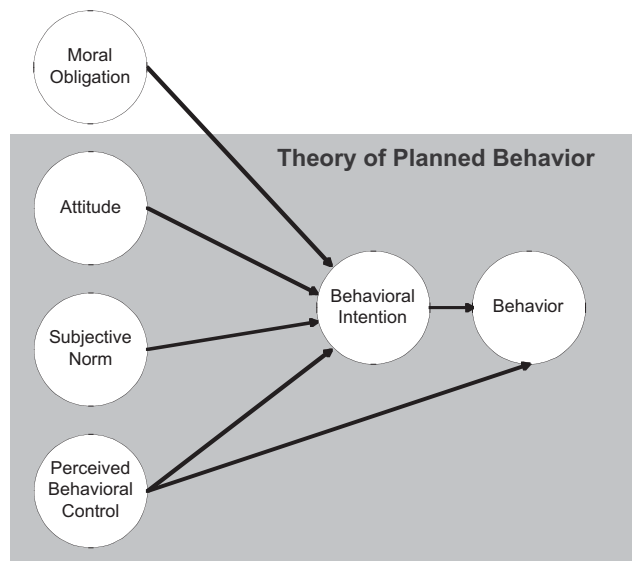 Moral
Obligation
Theory of Planned Behavior
Attitude
Behavioral
Intention
Behavior
Subjective
Norm
Perceived
Behavioral
Control